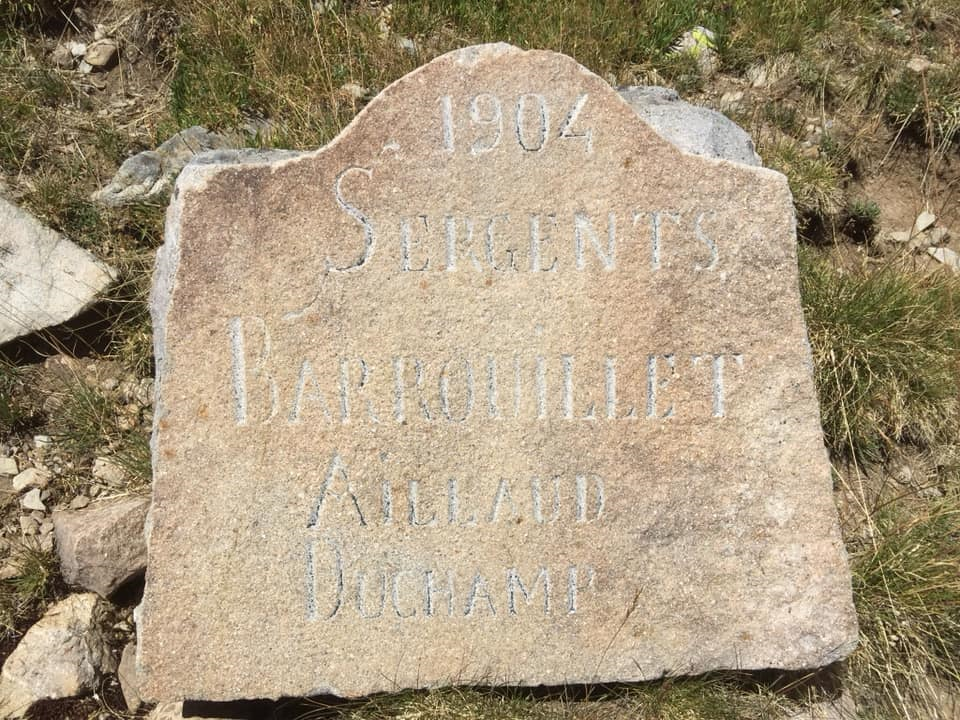 1904
SERGENTS
BARROUILLET
AILLAUD
DUCHAMP